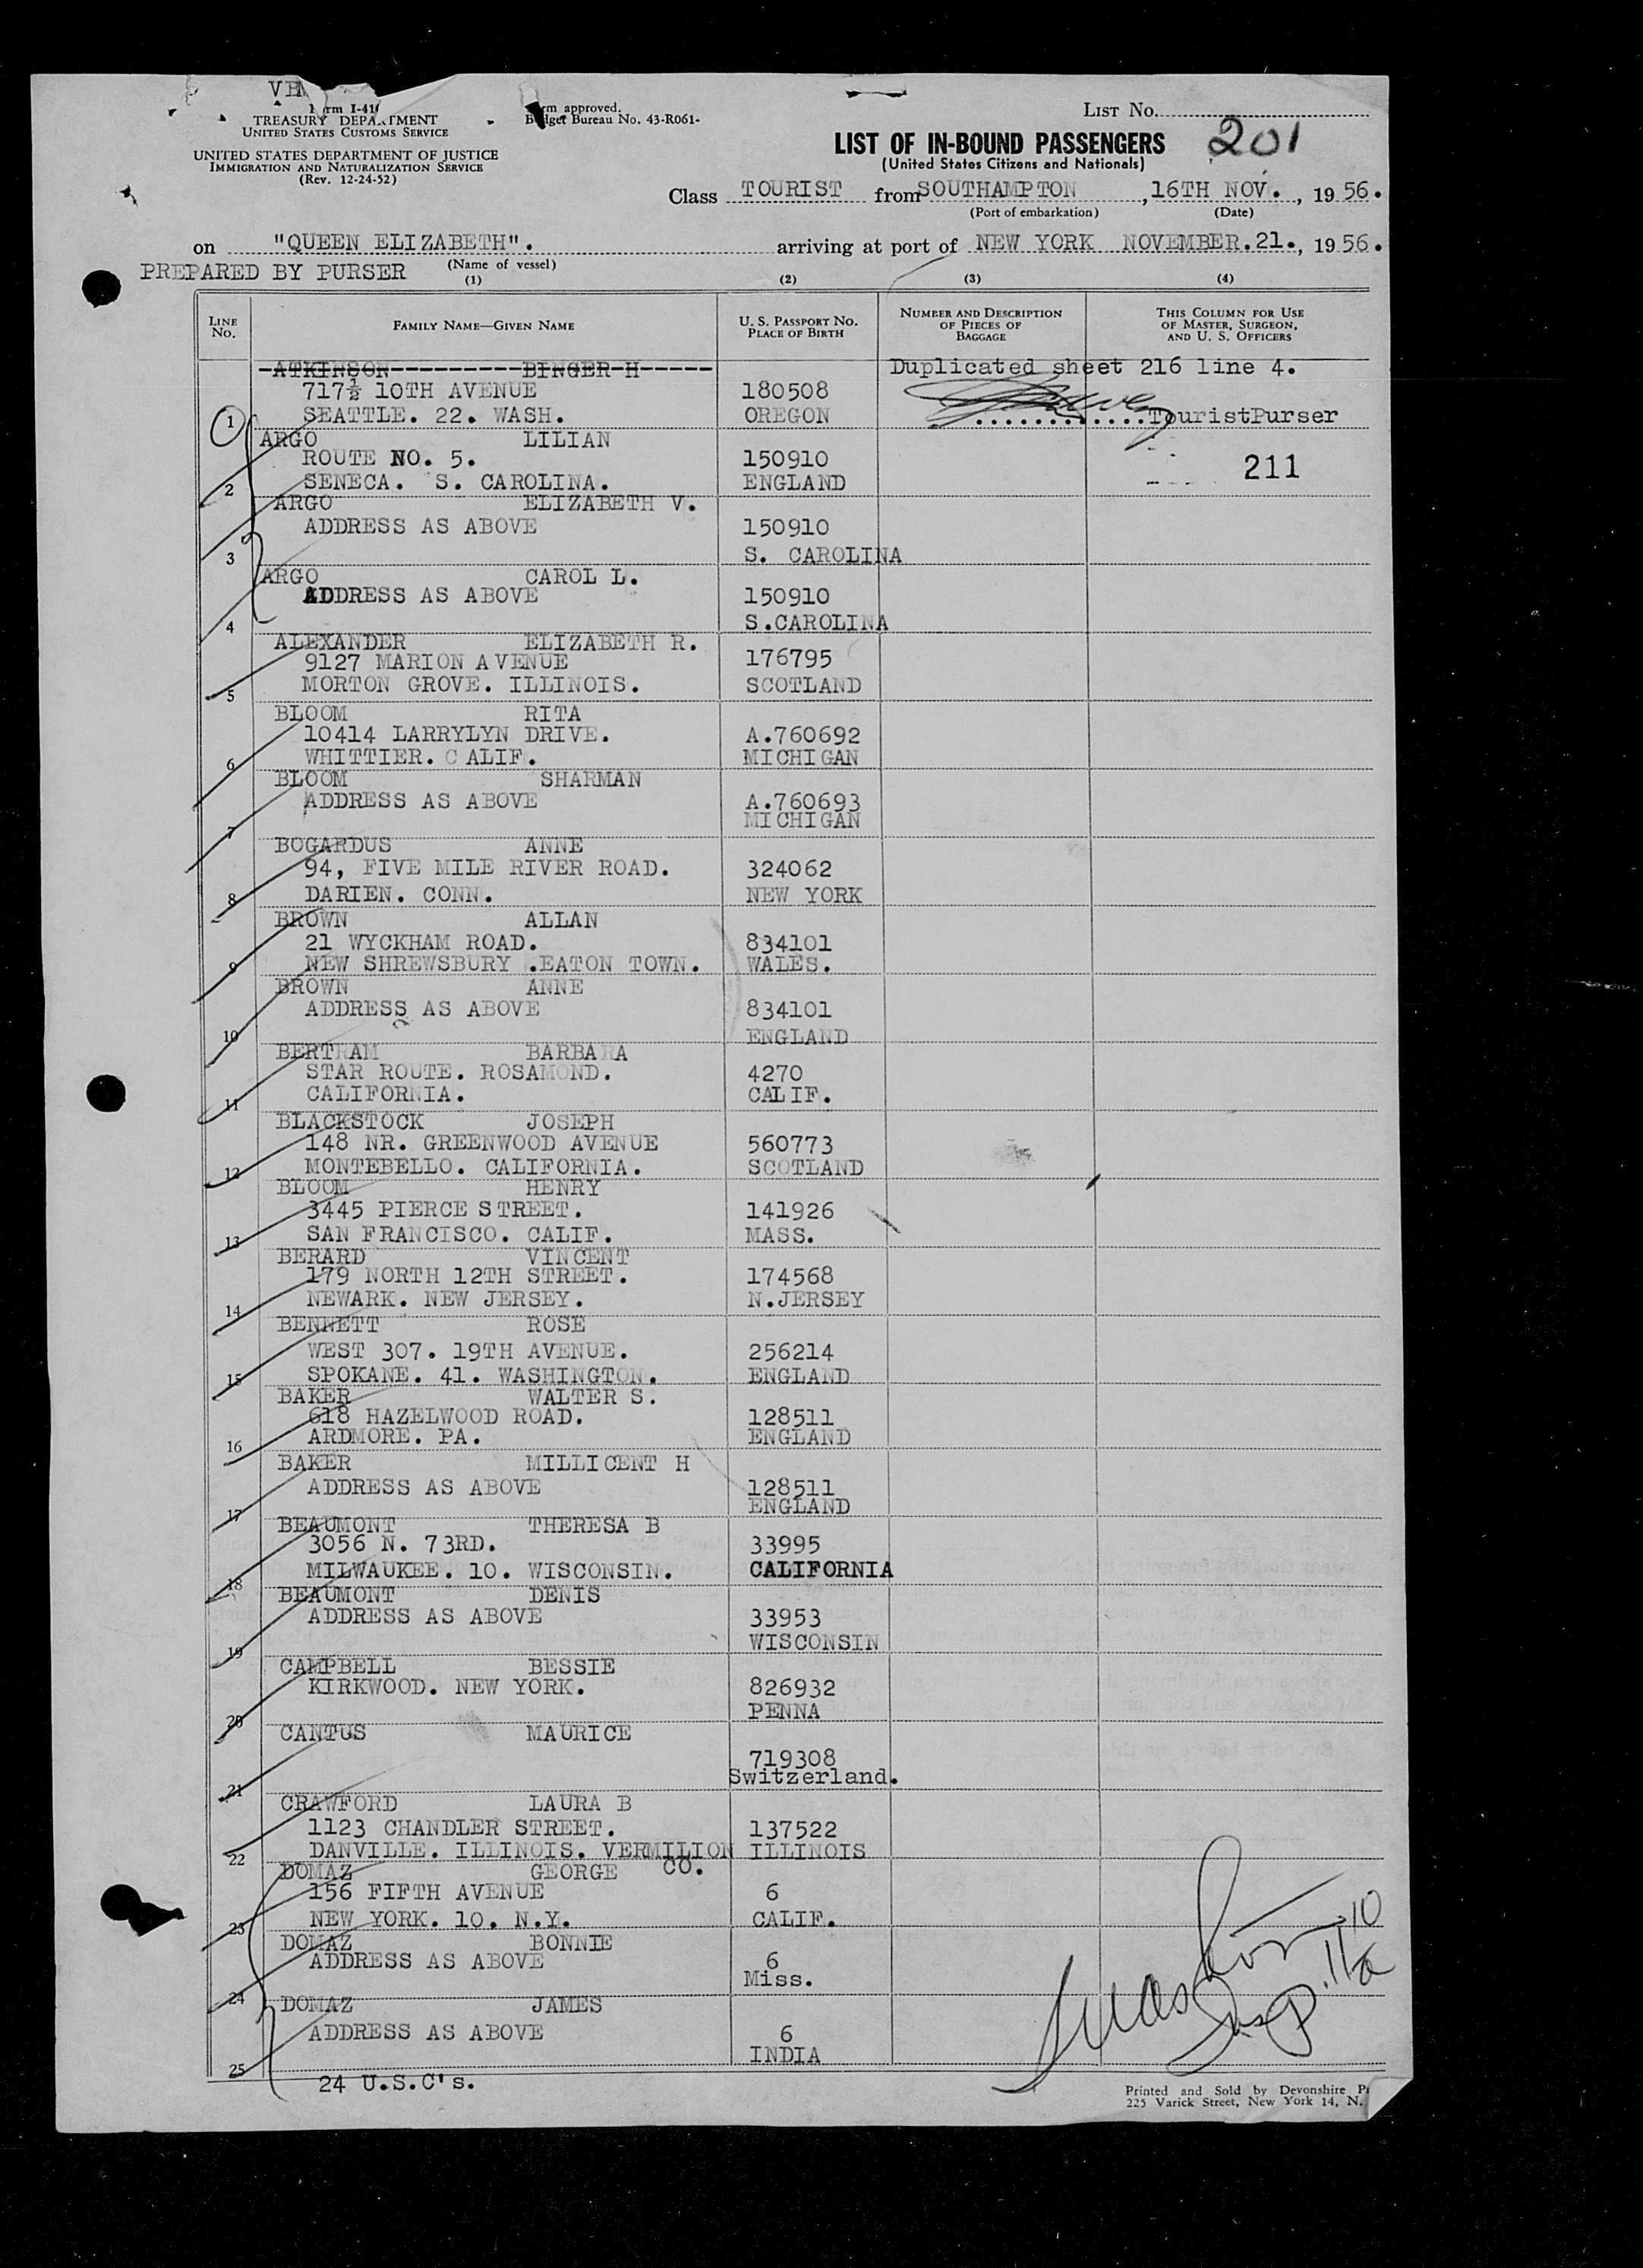 VEN
Form I-416
TREASURY DEPARTMENT
UNITED STATES CUSTOMS SERVICE
UNITED STATES DEPARTMENT OF JUSTICE
IMMIGRATION AND NATURALIZATION SERVICE
(Rev. 12-24-52)
Form approved.
Budget Bureau No. 43-R061-
LIST No.
201
LIST OF IN-BOUND PASSENGERS
(United States Citizens and Nationals)
Class TOURIST from SOUTHAMPTON, 16TH NOV., 1956.
(Port of embarkation) (Date)
on "QUEEN ELIZABETH". arriving at port of NEW YORK NOVEMBER.21., 1956.
PREPARED BY PURSER (Name of vessel)
(1) (2) (3) (4)
LINE No. FAMILY NAME—GIVEN NAME U. S. PASSPORT No. PLACE OF BIRTH NUMBER AND DESCRIPTION OF PIECES OF BAGGAGE THIS COLUMN FOR USE OF MASTER, SURGEON, AND U. S. OFFICERS
ATKINSON BINGER H Duplicated sheet 216 line 4.
717½ 10TH AVENUE 180508
1 SEATTLE. 22. WASH. OREGON ............TouristPurser
ARGO LILIAN
ROUTE NO. 5. 150910 211
2 SENECA. S. CAROLINA. ENGLAND
ARGO ELIZABETH V.
ADDRESS AS ABOVE 150910
3 S. CAROLINA
ARGO CAROL L.
ADDRESS AS ABOVE 150910
4 S.CAROLINA
ALEXANDER ELIZABETH R.
9127 MARION AVENUE 176795
5 MORTON GROVE. ILLINOIS. SCOTLAND
BLOOM RITA
10414 LARRYLYN DRIVE. A.760692
6 WHITTIER. CALIF. MICHIGAN
BLOOM SHARMAN
ADDRESS AS ABOVE A.760693
7 MICHIGAN
BOGARDUS ANNE
94, FIVE MILE RIVER ROAD. 324062
8 DARIEN. CONN. NEW YORK
BROWN ALLAN
21 WYCKHAM ROAD. 834101
9 NEW SHREWSBURY .EATON TOWN. WALES.
BROWN ANNE
ADDRESS AS ABOVE 834101
10 ENGLAND
BERTRAM BARBARA
STAR ROUTE. ROSAMOND. 4270
11 CALIFORNIA. CALIF.
BLACKSTOCK JOSEPH
148 NR. GREENWOOD AVENUE 560773
12 MONTEBELLO. CALIFORNIA. SCOTLAND
BLOOM HENRY
3445 PIERCE STREET. 141926
13 SAN FRANCISCO. CALIF. MASS.
BERARD VINCENT
179 NORTH 12TH STREET. 174568
14 NEWARK. NEW JERSEY. N.JERSEY
BENNETT ROSE
WEST 307. 19TH AVENUE. 256214
15 SPOKANE. 41. WASHINGTON. ENGLAND
BAKER WALTER S.
618 HAZELWOOD ROAD. 128511
16 ARDMORE. PA. ENGLAND
BAKER MILLICENT H
ADDRESS AS ABOVE 128511
17 ENGLAND
BEAUMONT THERESA B
3056 N. 73RD. 33995
18 MILWAUKEE. 10. WISCONSIN. CALIFORNIA
BEAUMONT DENIS
ADDRESS AS ABOVE 33953
19 WISCONSIN
CAMPBELL BESSIE
KIRKWOOD. NEW YORK. 826932
20 PENNA
CANTUS MAURICE
719308
21 Switzerland.
CRAWFORD LAURA B
1123 CHANDLER STREET. 137522
22 DANVILLE. ILLINOIS. VERMILION CO. ILLINOIS
DOMAZ GEORGE
156 FIFTH AVENUE 6
23 NEW YORK. 10. N.Y. CALIF.
DOMAZ BONNIE
ADDRESS AS ABOVE 6
24 Miss.
DOMAZ JAMES
ADDRESS AS ABOVE 6
25 INDIA
24 U.S.C's.
Printed and Sold by Devonshire
225 Varick Street, New York 14, N.